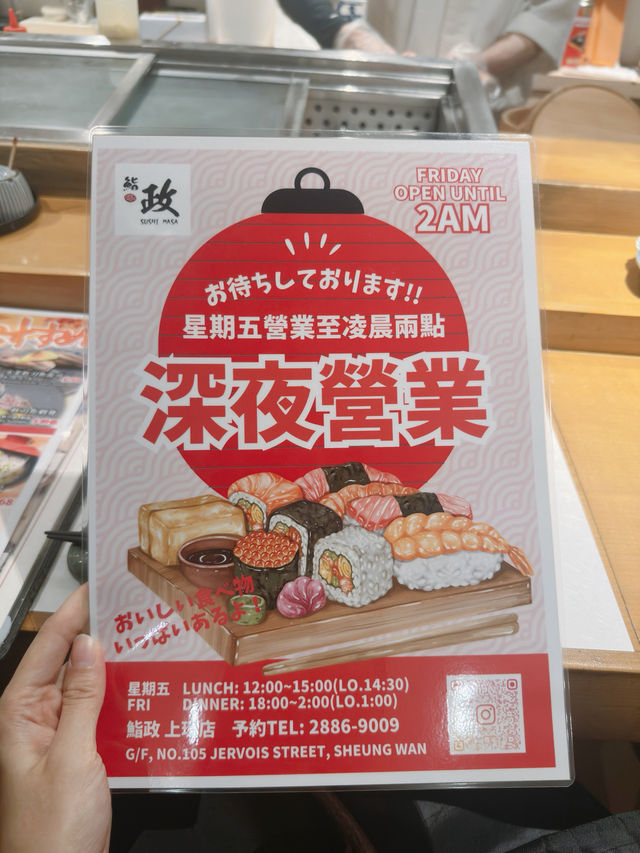 鮨
政
SUSHI MASA
FRIDAY
OPEN UNTIL
2AM
お待ちしております!!
星期五營業至凌晨兩點
深夜營業
おいしい食べ物
いっぱいあるよ!
星期五 LUNCH: 12:00~15:00(LO.14:30)
FRI DINNER: 18:00~2:00(LO.1:00)
鮨政 上環店 予約TEL: 2886-9009
G/F, NO.105 JERVOIS STREET, SHEUNG WAN